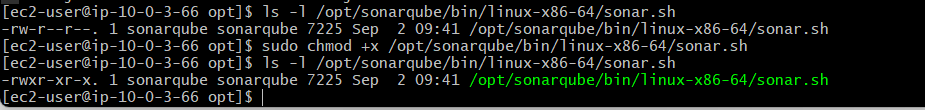 [ec2-user@ip-10-0-3-66 opt]$ ls -l /opt/sonarqube/bin/linux-x86-64/sonar.sh
-rw-r--r--. 1 sonarqube sonarqube 7225 Sep  2 09:41 /opt/sonarqube/bin/linux-x86-64/sonar.sh
[ec2-user@ip-10-0-3-66 opt]$ sudo chmod +x /opt/sonarqube/bin/linux-x86-64/sonar.sh
[ec2-user@ip-10-0-3-66 opt]$ ls -l /opt/sonarqube/bin/linux-x86-64/sonar.sh
-rwxr-xr-x. 1 sonarqube sonarqube 7225 Sep  2 09:41 /opt/sonarqube/bin/linux-x86-64/sonar.sh
[ec2-user@ip-10-0-3-66 opt]$